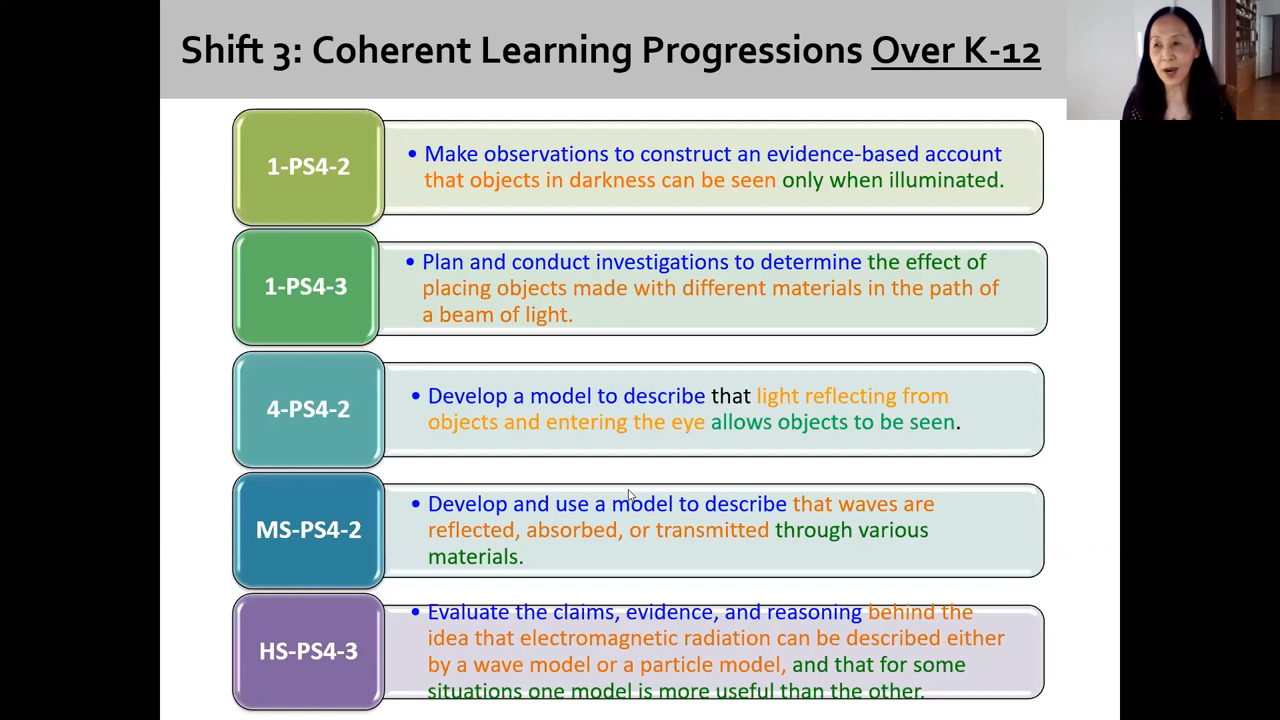 Shift 3: Coherent Learning Progressions Over K-12
1-PS4-2
• Make observations to construct an evidence-based account
that objects in darkness can be seen only when illuminated.
1-PS4-3
• Plan and conduct investigations to determine the effect of
placing objects made with different materials in the path of
a beam of light.
4-PS4-2
• Develop a model to describe that light reflecting from
objects and entering the eye allows objects to be seen.
MS-PS4-2
• Develop and use a model to describe that waves are
reflected, absorbed, or transmitted through various
materials.
HS-PS4-3
• Evaluate the claims, evidence, and reasoning behind the
idea that electromagnetic radiation can be described either
by a wave model or a particle model, and that for some
situations one model is more useful than the other.